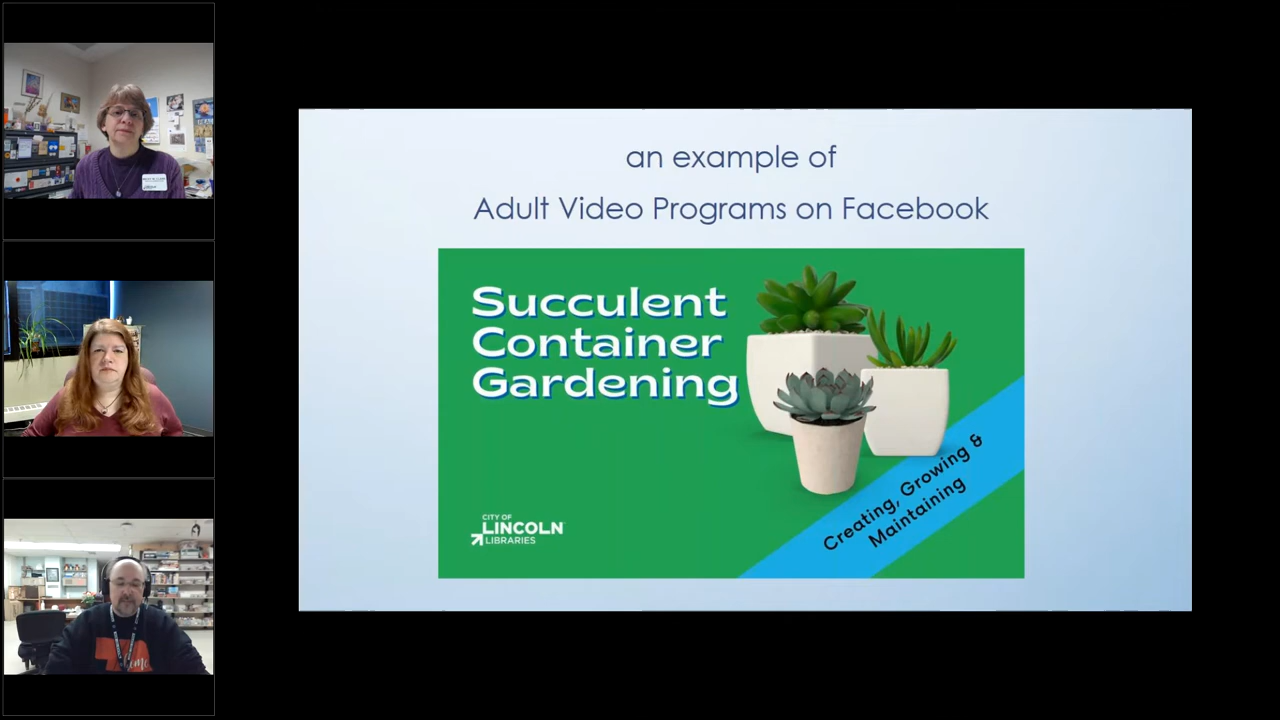 an example of
Adult Video Programs on Facebook
Succulent
Container
Gardening
Creating, Growing &
Maintaining
CITY OF
LINCOLN
LIBRARIES